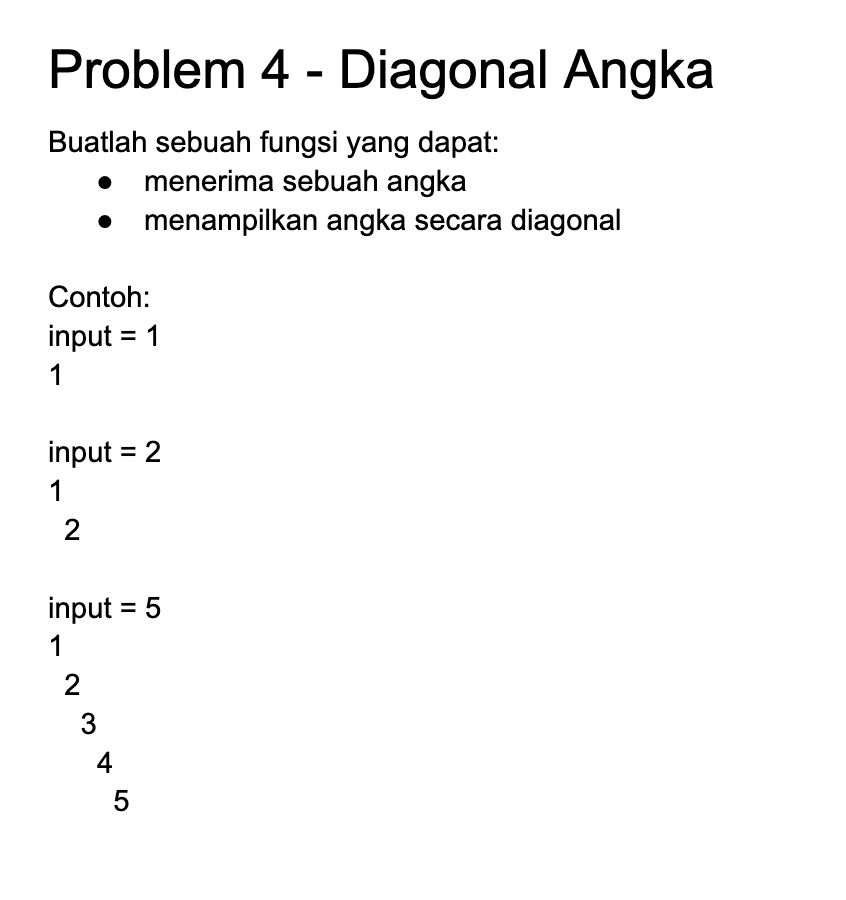 Problem 4 - Diagonal Angka
Buatlah sebuah fungsi yang dapat:
● menerima sebuah angka
● menampilkan angka secara diagonal
Contoh:
input = 1
1
input = 2
1
  2
input = 5
1
  2
    3
      4
        5